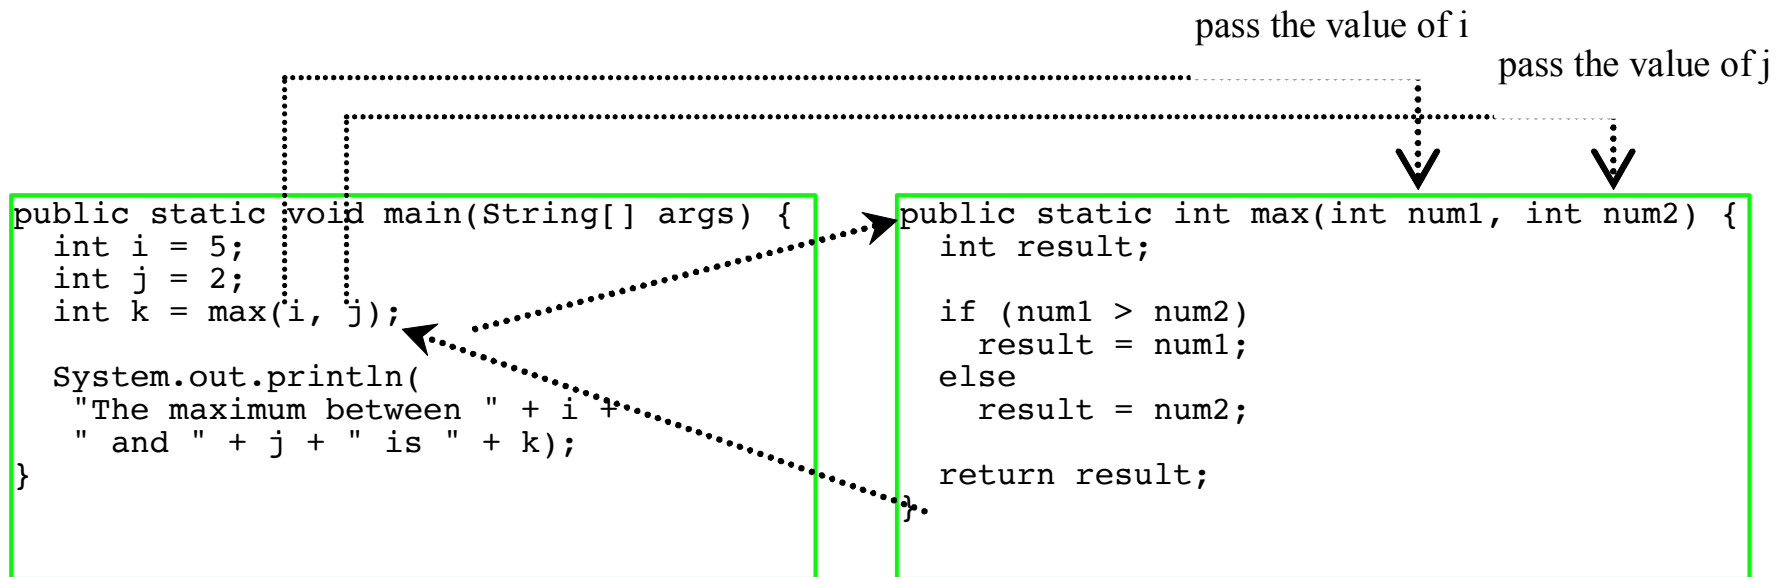 pass the value of i
pass the value of j
public static void main(String[] args) {
  int i = 5;
  int j = 2;
  int k = max(i, j);

  System.out.println(
   "The maximum between " + i +
   " and " + j + " is " + k);
}
public static int max(int num1, int num2) {
  int result;

  if (num1 > num2)
    result = num1;
  else
    result = num2;

  return result;
}